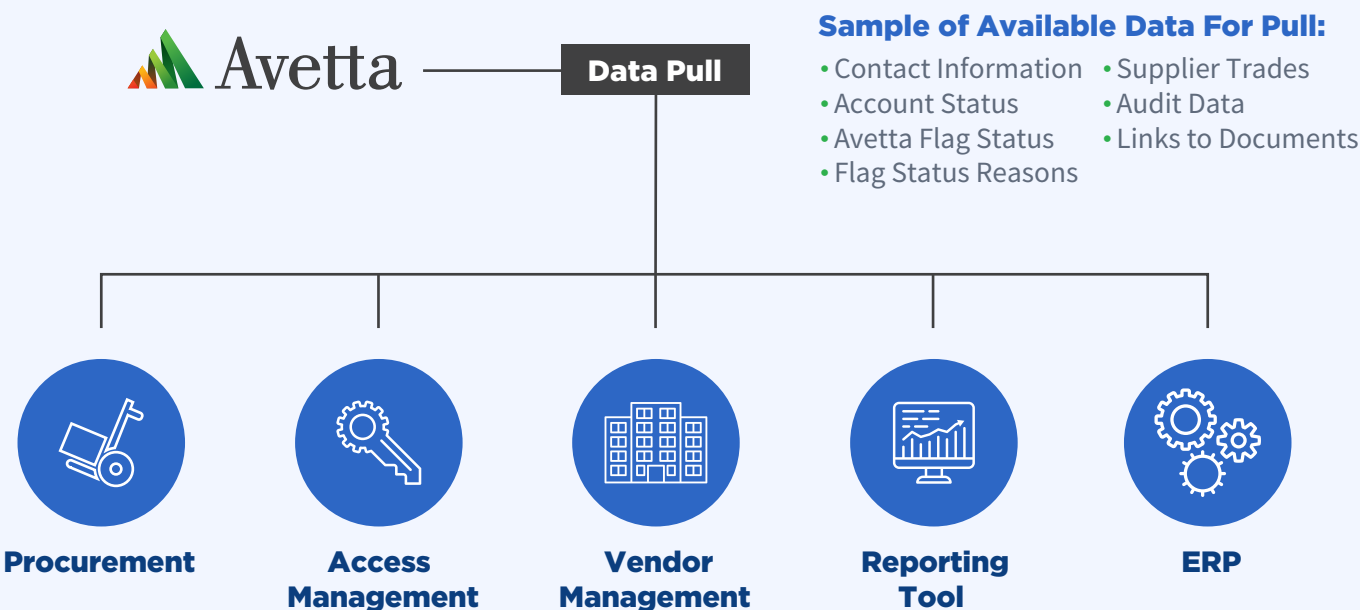 Avetta
Data Pull
Sample of Available Data For Pull:
• Contact Information
• Account Status
• Avetta Flag Status
• Flag Status Reasons
• Supplier Trades
• Audit Data
• Links to Documents
Procurement
Access
Management
Vendor
Management
Reporting
Tool
ERP